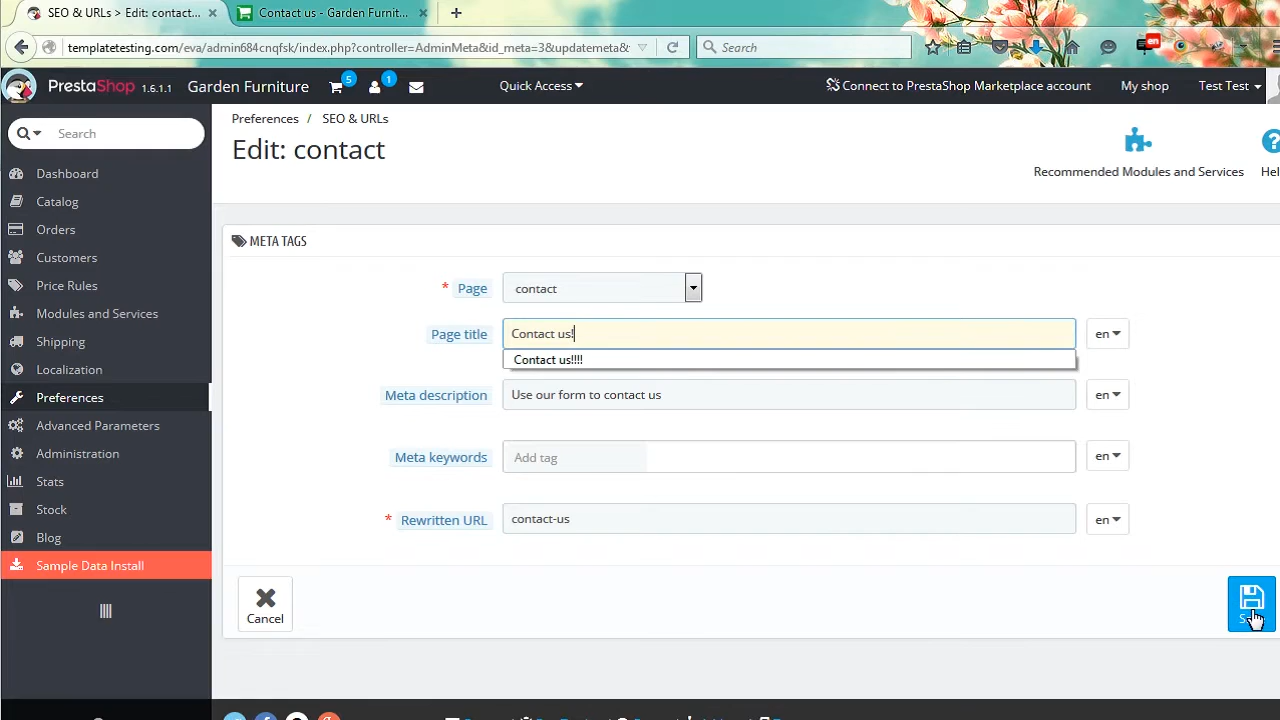 SEO & URLs > Edit: contact...
Contact us - Garden Furnit...
templatetesting.com/eva/admin684cnqfsk/index.php?controller=AdminMeta&id_meta=3&updatemeta&
Search
en
PrestaShop 1.6.1.1
Garden Furniture
5
1
Quick Access
Connect to PrestaShop Marketplace account
My shop
Test Test
Search
Preferences / SEO & URLs
Edit: contact
Recommended Modules and Services
Hel
Dashboard
Catalog
Orders
Customers
Price Rules
Modules and Services
Shipping
Localization
Preferences
Advanced Parameters
Administration
Stats
Stock
Blog
Sample Data Install
META TAGS
* Page
contact
Page title
Contact us!
en
Contact us!!!!
Meta description
Use our form to contact us
en
Meta keywords
Add tag
en
* Rewritten URL
contact-us
en
Cancel